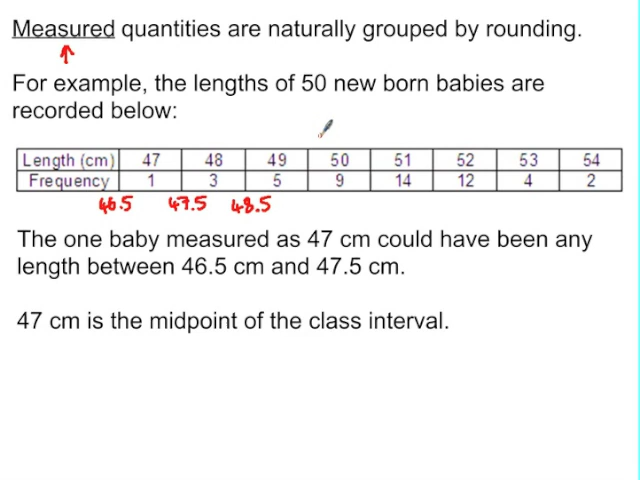 Measured quantities are naturally grouped by rounding.
For example, the lengths of 50 new born babies are
recorded below:
Length (cm) 47 48 49 50 51 52 53 54
Frequency 1 3 5 9 14 12 4 2
46.5 47.5 48.5
The one baby measured as 47 cm could have been any
length between 46.5 cm and 47.5 cm.
47 cm is the midpoint of the class interval.